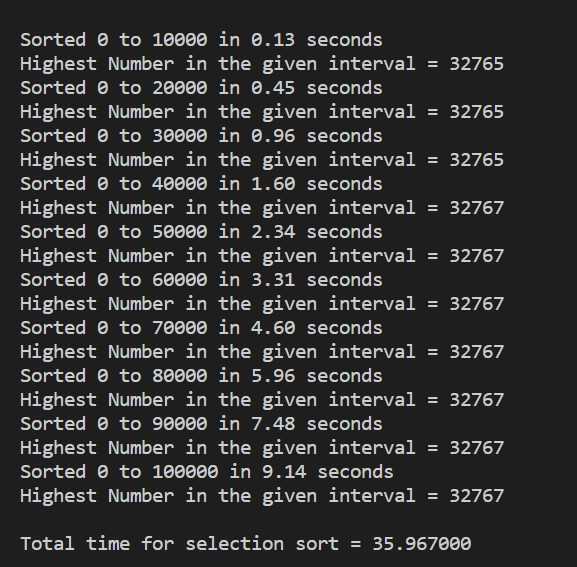 Sorted 0 to 10000 in 0.13 seconds
Highest Number in the given interval = 32765
Sorted 0 to 20000 in 0.45 seconds
Highest Number in the given interval = 32765
Sorted 0 to 30000 in 0.96 seconds
Highest Number in the given interval = 32765
Sorted 0 to 40000 in 1.60 seconds
Highest Number in the given interval = 32767
Sorted 0 to 50000 in 2.34 seconds
Highest Number in the given interval = 32767
Sorted 0 to 60000 in 3.31 seconds
Highest Number in the given interval = 32767
Sorted 0 to 70000 in 4.60 seconds
Highest Number in the given interval = 32767
Sorted 0 to 80000 in 5.96 seconds
Highest Number in the given interval = 32767
Sorted 0 to 90000 in 7.48 seconds
Highest Number in the given interval = 32767
Sorted 0 to 100000 in 9.14 seconds
Highest Number in the given interval = 32767
Total time for selection sort = 35.967000